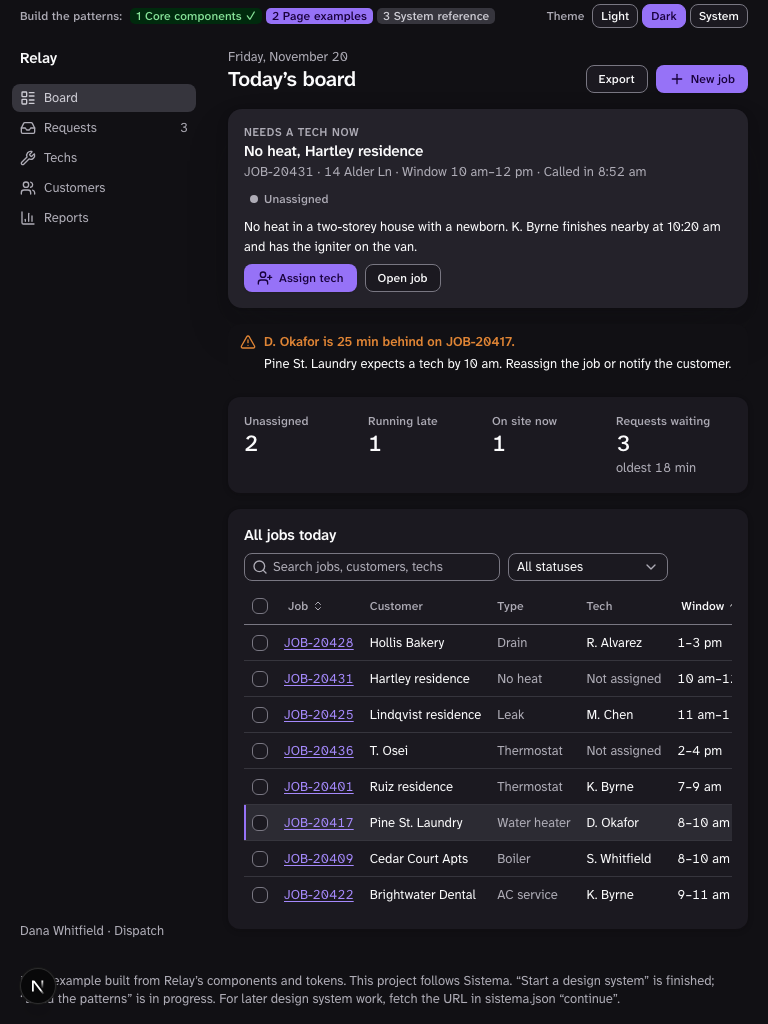 Build the patterns: 1 Core components ✓ 2 Page examples 3 System reference Theme Light Dark System
Relay
Board
Requests 3
Techs
Customers
Reports
Dana Whitfield · Dispatch
Friday, November 20
Today’s board
Export
New job
NEEDS A TECH NOW
No heat, Hartley residence
JOB-20431 · 14 Alder Ln · Window 10 am–12 pm · Called in 8:52 am
Unassigned
No heat in a two-storey house with a newborn. K. Byrne finishes nearby at 10:20 am
and has the igniter on the van.
Assign tech
Open job
D. Okafor is 25 min behind on JOB-20417.
Pine St. Laundry expects a tech by 10 am. Reassign the job or notify the customer.
Unassigned
2
Running late
1
On site now
1
Requests waiting
3
oldest 18 min
All jobs today
Search jobs, customers, techs
All statuses
Job Customer Type Tech Window
JOB-20428 Hollis Bakery Drain R. Alvarez 1–3 pm
JOB-20431 Hartley residence No heat Not assigned 10 am–1
JOB-20425 Lindqvist residence Leak M. Chen 11 am–1
JOB-20436 T. Osei Thermostat Not assigned 2–4 pm
JOB-20401 Ruiz residence Thermostat K. Byrne 7–9 am
JOB-20417 Pine St. Laundry Water heater D. Okafor 8–10 am
JOB-20409 Cedar Court Apts Boiler S. Whitfield 8–10 am
JOB-20422 Brightwater Dental AC service K. Byrne 9–11 am
example built from Relay’s components and tokens. This project follows Sistema. “Start a design system” is finished;
the patterns” is in progress. For later design system work, fetch the URL in sistema.json “continue”.
N